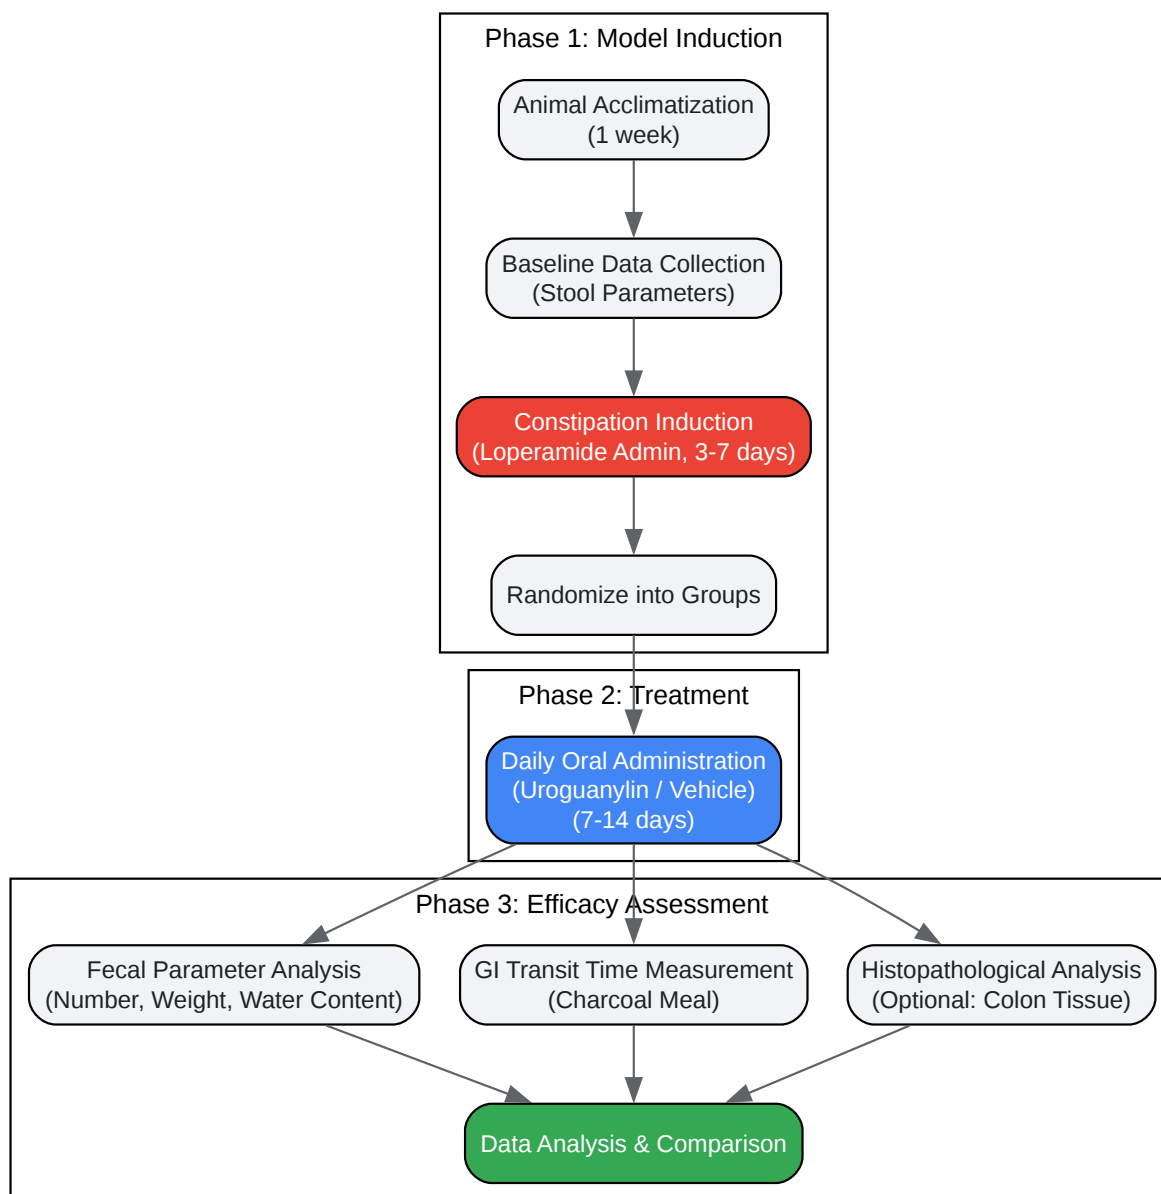 Phase 1: Model Induction
Animal Acclimatization
(1 week)
Baseline Data Collection
(Stool Parameters)
Constipation Induction
(Loperamide Admin, 3-7 days)
Randomize into Groups
Phase 2: Treatment
Daily Oral Administration
(Uroguanylin / Vehicle)
(7-14 days)
Phase 3: Efficacy Assessment
Fecal Parameter Analysis
(Number, Weight, Water Content)
GI Transit Time Measurement
(Charcoal Meal)
Histopathological Analysis
(Optional: Colon Tissue)
Data Analysis & Comparison